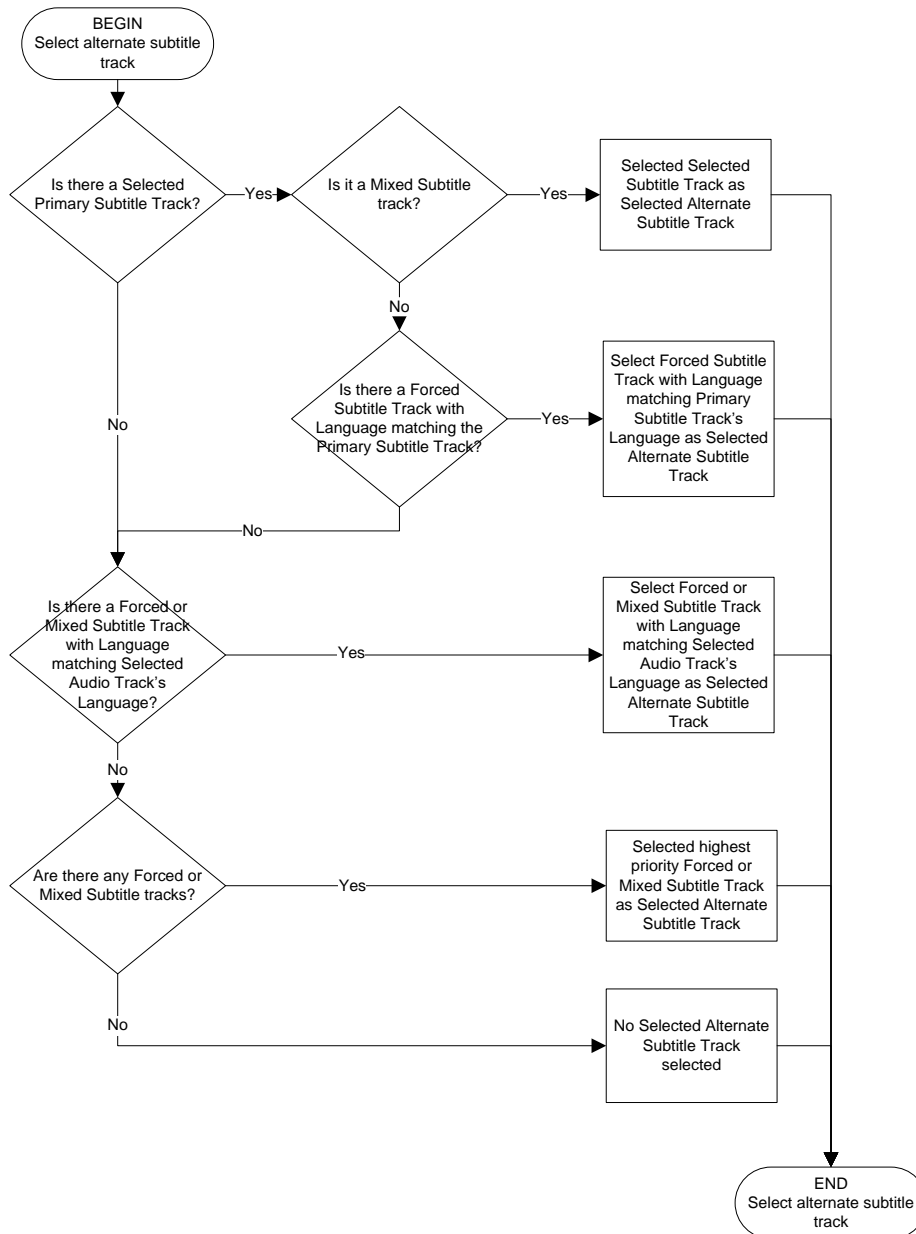 BEGIN
Select alternate subtitle
track
Is there a Selected
Primary Subtitle Track?
Yes
Is it a Mixed Subtitle
track?
Yes
Selected Selected
Subtitle Track as
Selected Alternate
Subtitle Track
No
Is there a Forced
Subtitle Track with
Language matching the
Primary Subtitle Track?
Yes
Select Forced Subtitle
Track with Language
matching Primary
Subtitle Track's
Language as Selected
Alternate Subtitle
Track
No
No
Is there a Forced or
Mixed Subtitle Track
with Language
matching Selected
Audio Track's
Language?
Yes
Select Forced or
Mixed Subtitle Track
with Language
matching Selected
Audio Track's
Language as Selected
Alternate Subtitle
Track
No
Are there any Forced or
Mixed Subtitle tracks?
Yes
Selected highest
priority Forced or
Mixed Subtitle Track
as Selected Alternate
Subtitle Track
No
No Selected Alternate
Subtitle Track
selected
END
Select alternate subtitle
track